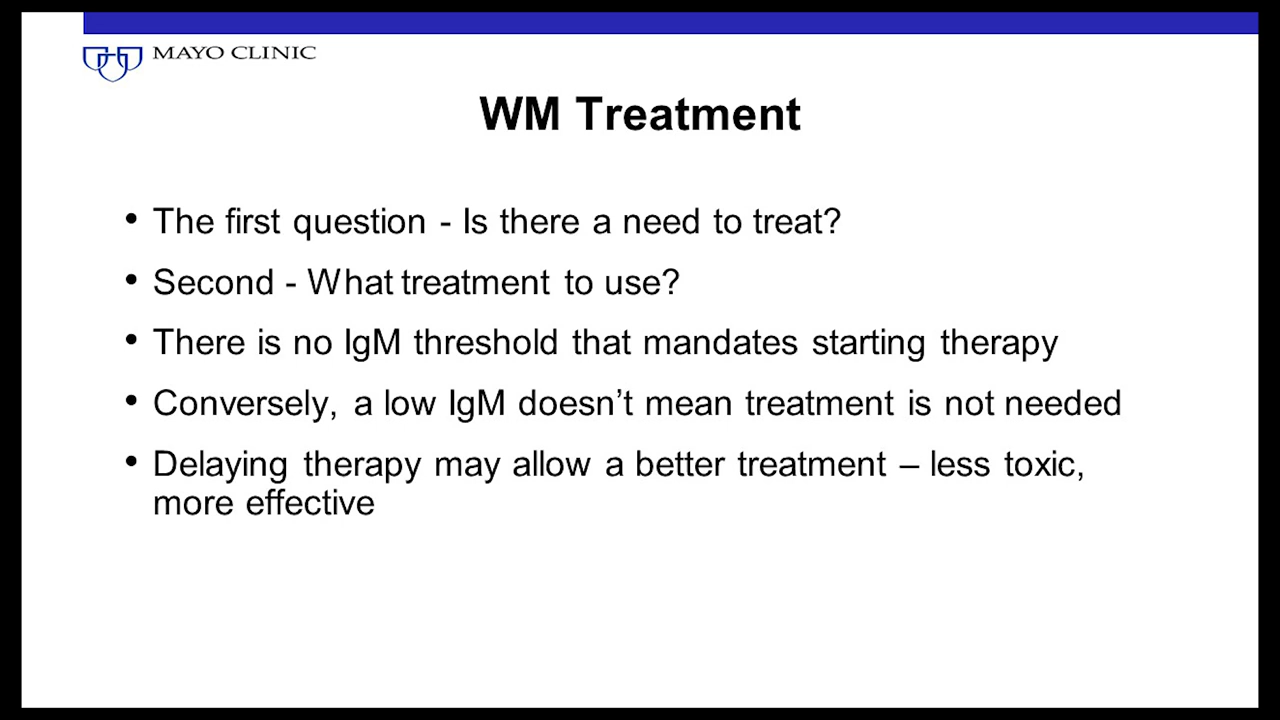 MAYO CLINIC
WM Treatment
• The first question - Is there a need to treat?
• Second - What treatment to use?
• There is no IgM threshold that mandates starting therapy
• Conversely, a low IgM doesn’t mean treatment is not needed
• Delaying therapy may allow a better treatment – less toxic,
more effective